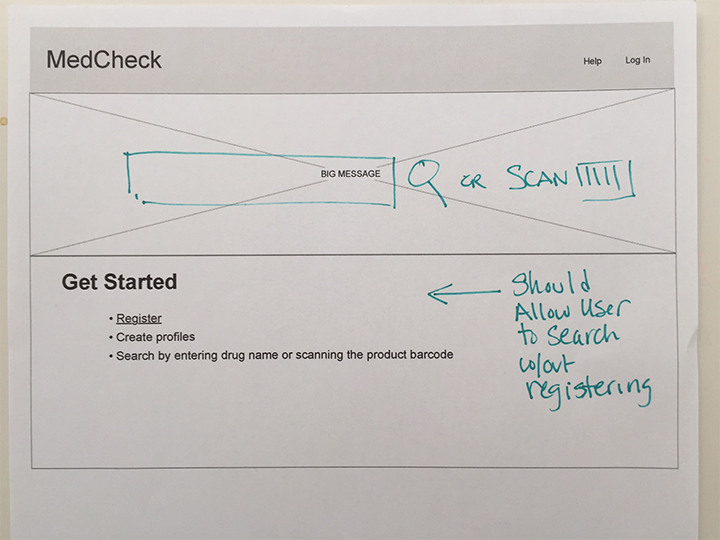 MedCheck
Help Log In
BIG MESSAGE
OR SCAN
Get Started
• Register
• Create profiles
• Search by entering drug name or scanning the product barcode
Should
Allow User
to Search
w/out
registering